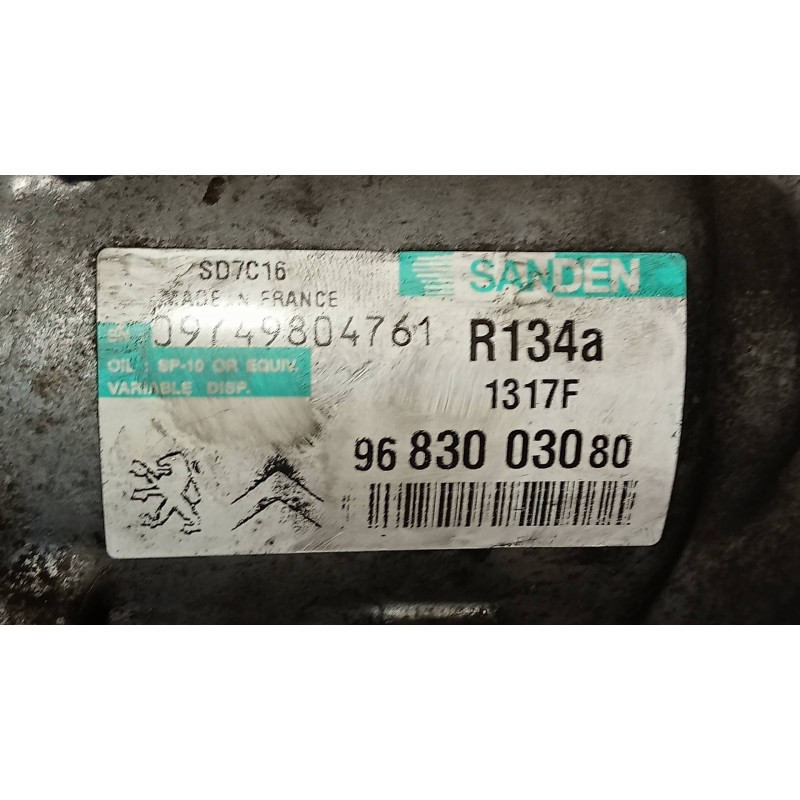 SD7C16
SANDEN
MADE IN FRANCE
SN 09749804761
R134a
OIL : SP-10 OR EQUIV.
VARIABLE DISP.
1317F
96 830 030 80